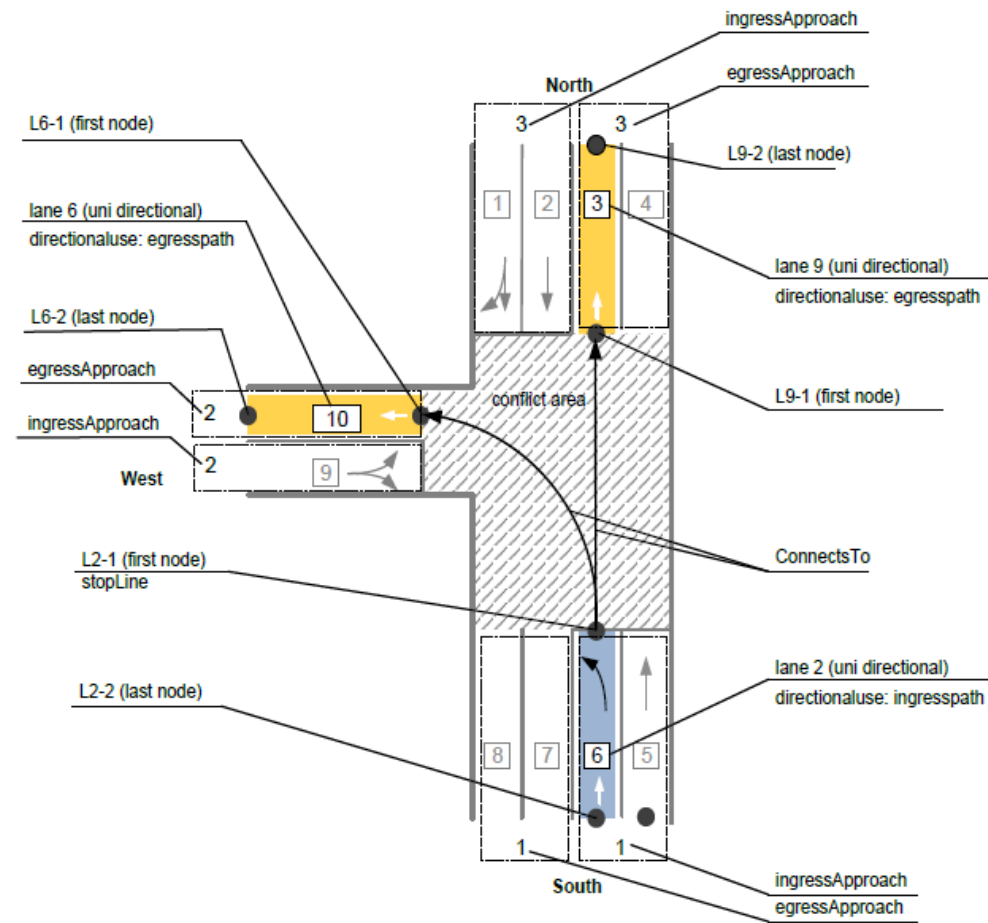 ingressApproach
egressApproach
North
L6-1 (first node)
3
3
L9-2 (last node)
lane 6 (uni directional)
directionaluse: egresspath
1
2
3
4
lane 9 (uni directional)
directionaluse: egresspath
L6-2 (last node)
egressApproach
L9-1 (first node)
conflict area
2
10
ingressApproach
2
9
West
L2-1 (first node)
stopLine
ConnectsTo
lane 2 (uni directional)
directionaluse: ingresspath
L2-2 (last node)
8
7
6
5
1
1
South
ingressApproach
egressApproach